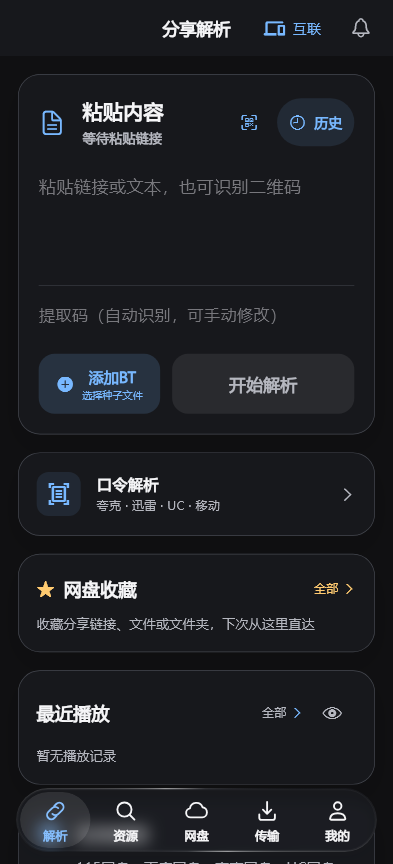 分享解析
互联
粘贴内容
等待粘贴链接
历史
粘贴链接或文本，也可识别二维码
提取码（自动识别，可手动修改）
添加BT
选择种子文件
开始解析
口令解析
夸克 · 迅雷 · UC · 移动
网盘收藏
全部
收藏分享链接、文件或文件夹，下次从这里直达
最近播放
全部
暂无播放记录
解析
资源
网盘
传输
我的